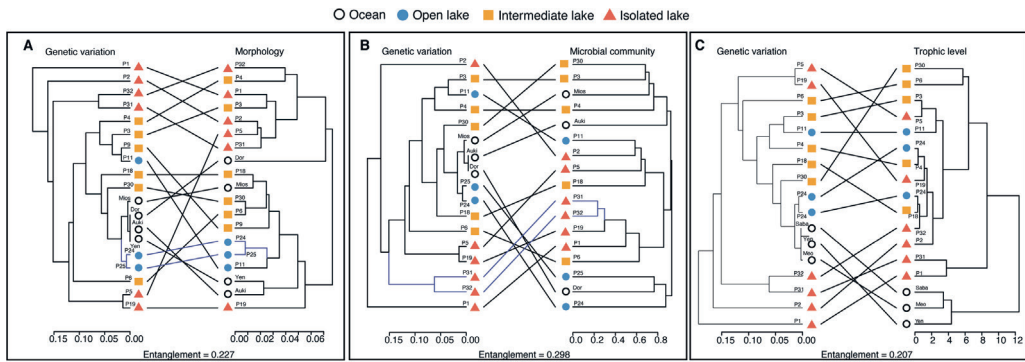 Ocean Open lake Intermediate lake Isolated lake
A
Genetic variation Morphology
P1
P2
P32
P31
P4
P3
P9
P11
P18
P30
Mios
Dor
Auki
Yen
P24
P25
P6
P5
P19
P32
P4
P1
P3
P2
P5
P31
Dor
P18
Mios
P30
P6
P9
P24
P25
P11
Yen
Auki
P19
0.15 0.10 0.05 0.00 0.00 0.02 0.04 0.06
Entanglement = 0.227
B
Genetic variation Microbial community
P2
P3
P11
P4
P30
Mios
Auki
Dor
P25
P24
P18
P6
P3
P19
P31
P32
P1
P30
P3
Mios
P4
Auki
P11
P2
P5
P18
P31
P32
P19
P1
P6
P25
Dor
P24
0.15 0.10 0.05 0.00 0.0 0.2 0.4 0.6 0.8
Entanglement = 0.298
C
Genetic variation Trophic level
P5
P19
P6
P3
P11
P4
P18
P30
P24
P24
Saba
Yen
Meo
P32
P31
P2
P1
P30
P6
P3
P5
P11
P24
P4
P19
P24
P18
P32
P2
P31
P1
Saba
Meo
Yen
0.15 0.10 0.05 0.00 0 2 4 6 8 10 12
Entanglement = 0.207